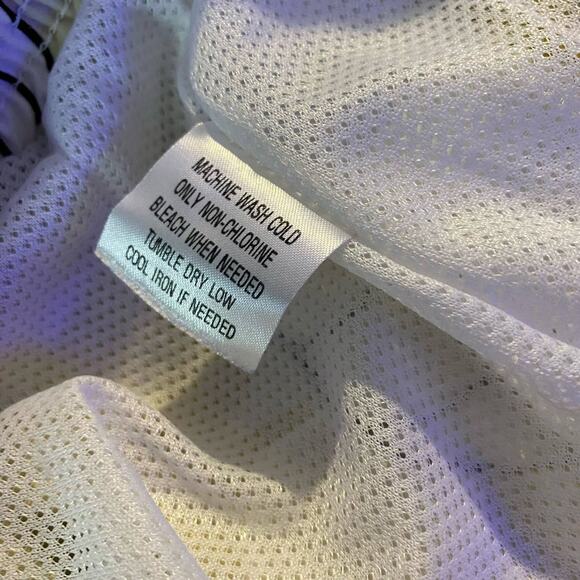 MACHINE WASH COLD
ONLY NON-CHLORINE
BLEACH WHEN NEEDED
TUMBLE DRY LOW
COOL IRON IF NEEDED